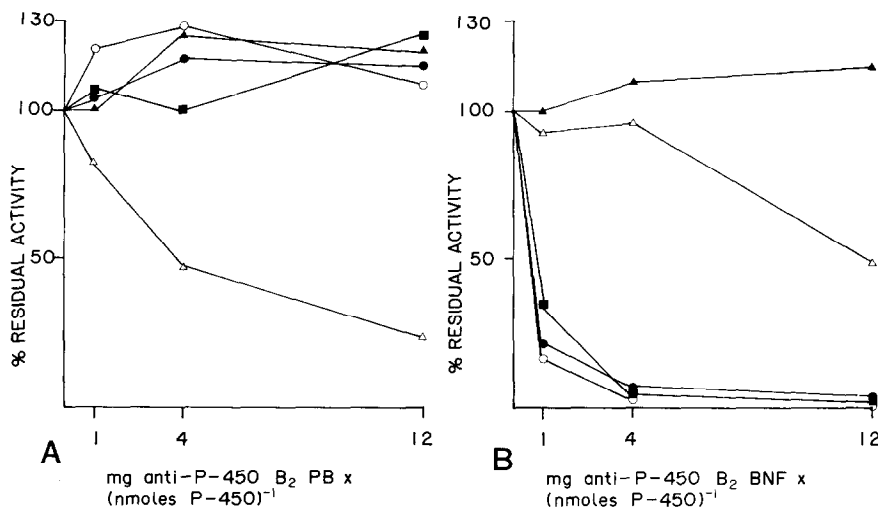 130
100
50
% RESIDUAL ACTIVITY
1
4
12
A
mg anti-P-450 B₂ PB x
(nmoles P-450)⁻¹
130
100
50
% RESIDUAL ACTIVITY
1
4
12
B
mg anti-P-450 B₂ BNF x
(nmoles P-450)⁻¹